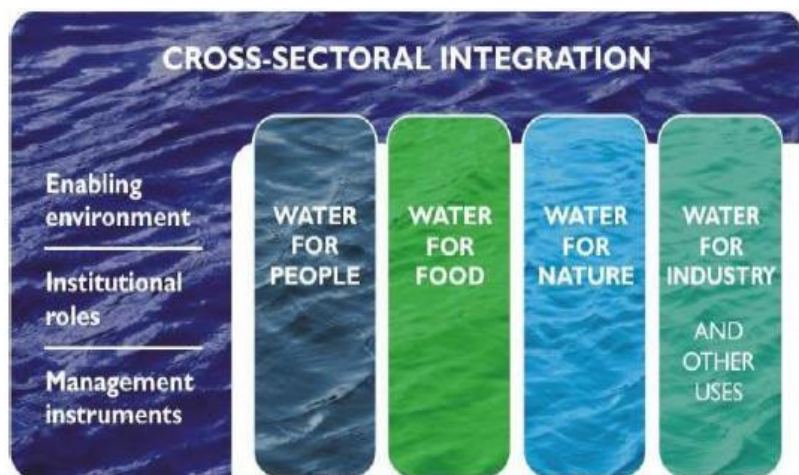 CROSS-SECTORAL INTEGRATION
Enabling
environment
Institutional
roles
Management
instruments
WATER
FOR
PEOPLE
WATER
FOR
FOOD
WATER
FOR
NATURE
WATER
FOR
INDUSTRY
AND
OTHER
USES